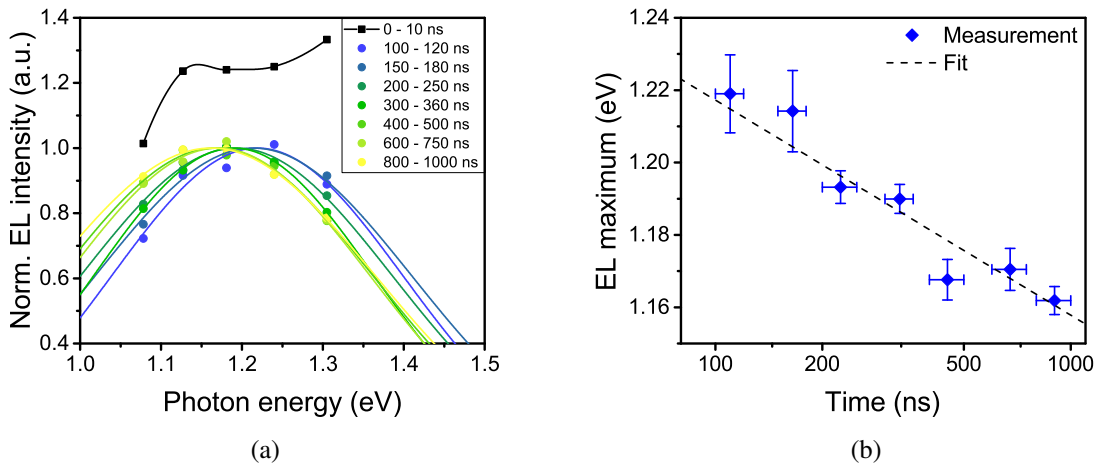 1.4
1.2
1.0
0.8
0.6
0.4
Norm. EL intensity (a.u.)
0 - 10 ns
100 - 120 ns
150 - 180 ns
200 - 250 ns
300 - 360 ns
400 - 500 ns
600 - 750 ns
800 - 1000 ns
1.0 1.1 1.2 1.3 1.4 1.5
Photon energy (eV)
(a)
1.24
1.22
1.20
1.18
1.16
EL maximum (eV)
Measurement
Fit
100 200 500 1000
Time (ns)
(b)